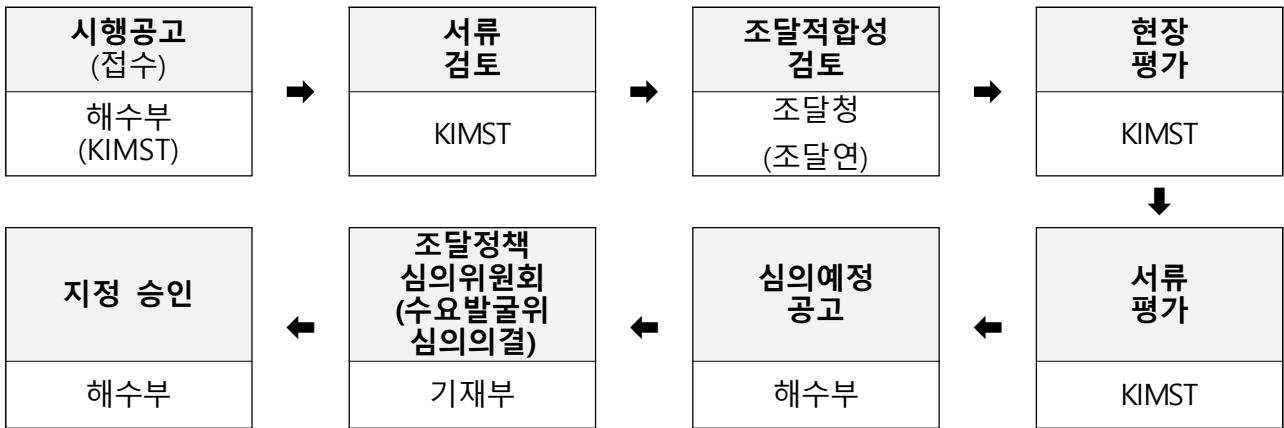 시행공고
(접수)
해수부
(KIMST)
서류
검토
KIMST
조달적합성
검토
조달청
(조달연)
현장
평가
KIMST
서류
평가
KIMST
심의예정
공고
해수부
조달정책
심의위원회
(수요발굴위
심의의결)
기재부
지정 승인
해수부